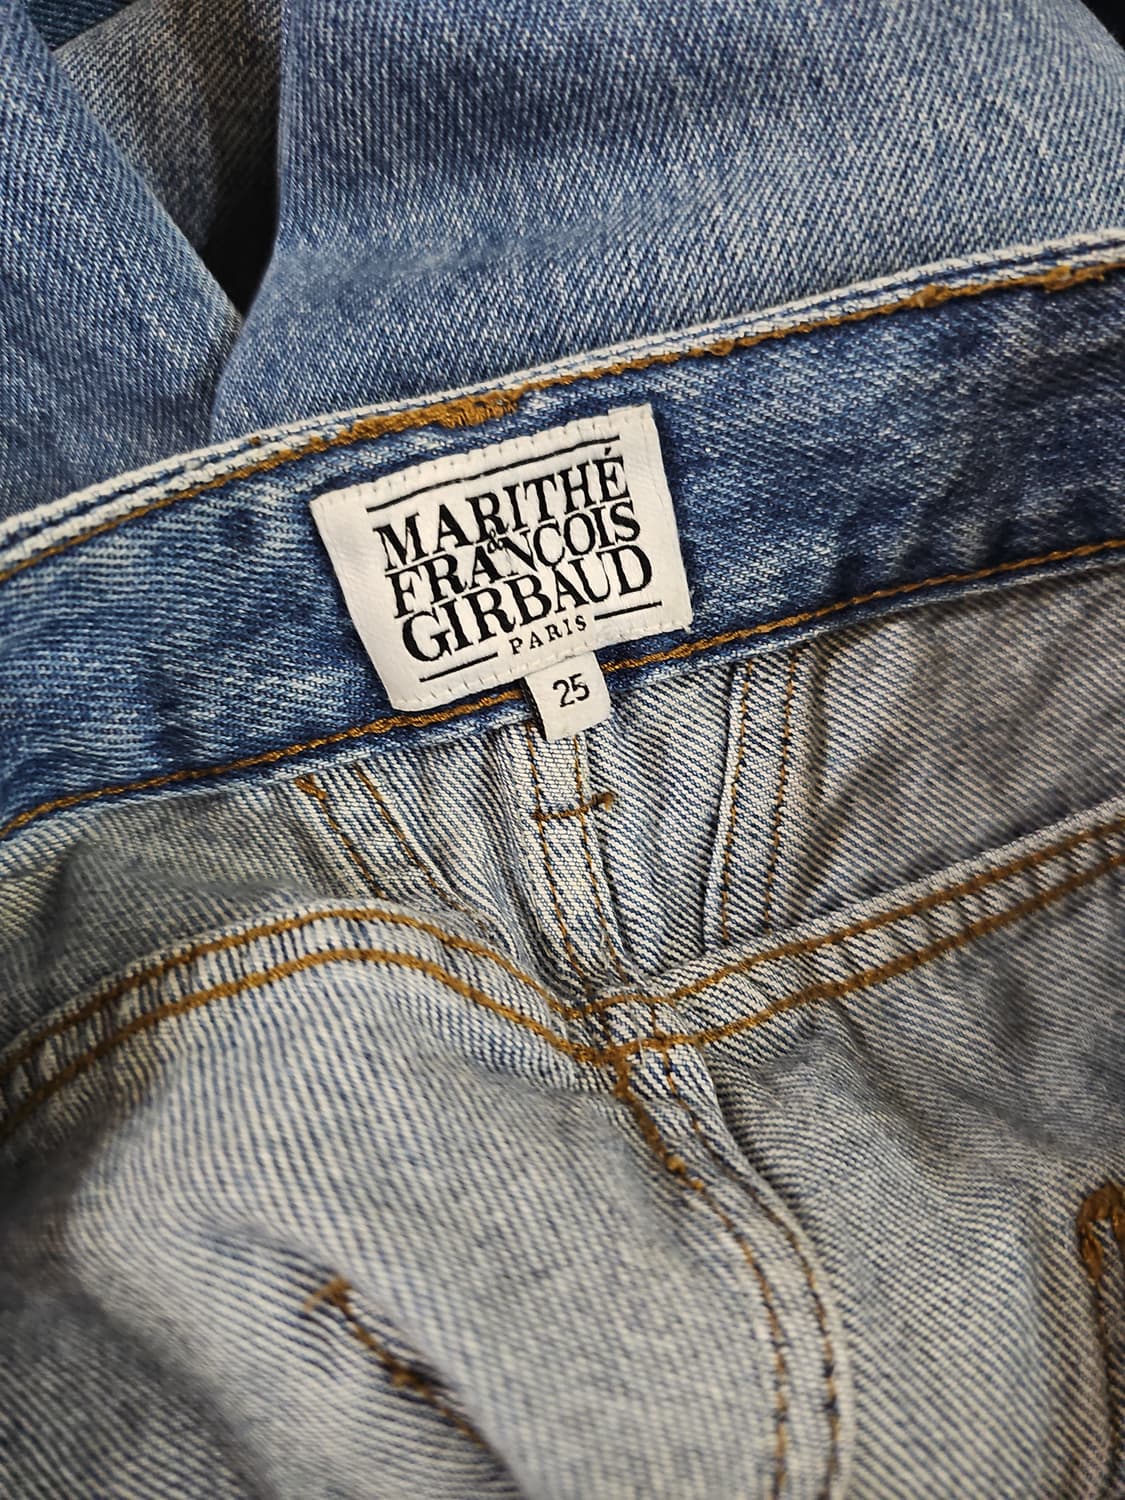 MARITHÉ
&
FRANÇOIS
GIRBAUD
PARIS
25